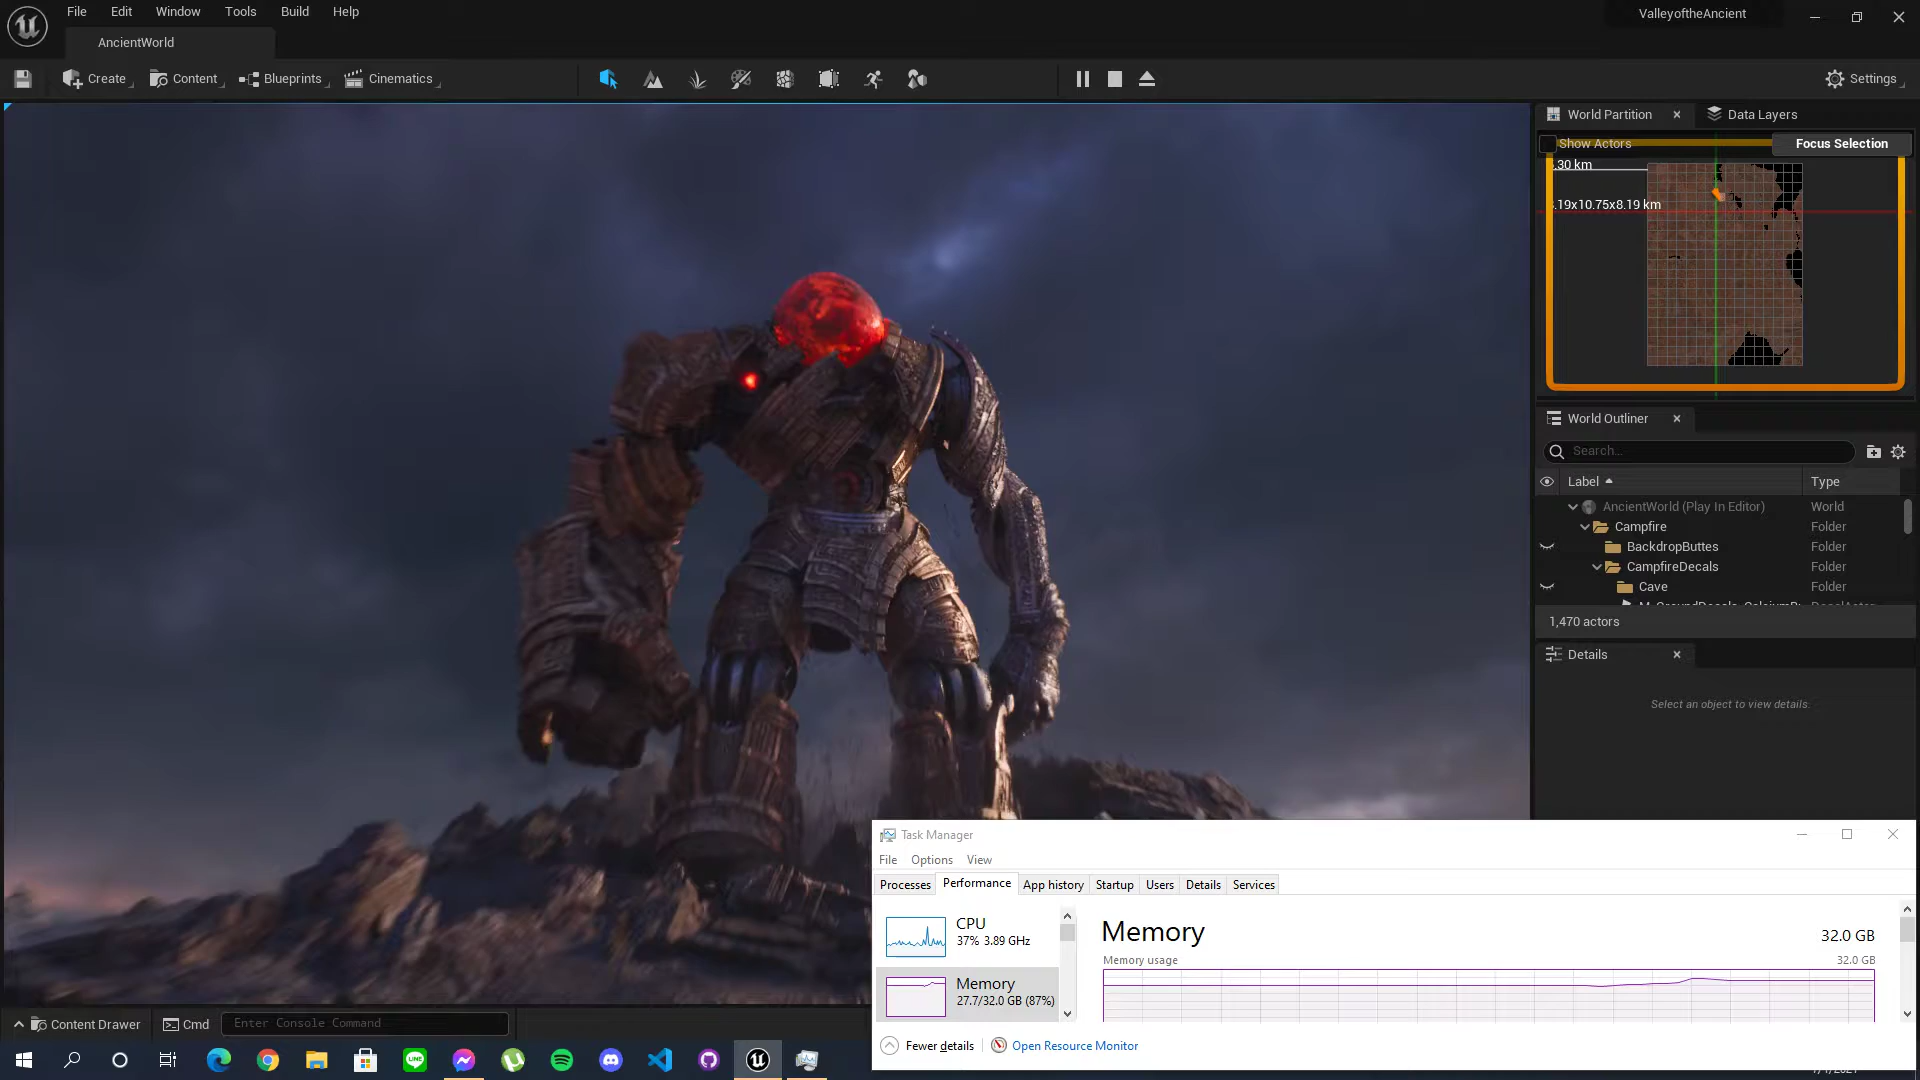 File Edit Window Tools Build Help
ValleyoftheAncient
AncientWorld
Create Content Blueprints Cinematics
Settings
World Partition
Data Layers
Show Actors
Focus Selection
.30 km
.19x10.75x8.19 km
World Outliner
Search...
Label Type
AncientWorld (Play In Editor) World
Campfire Folder
BackdropButtes Folder
CampfireDecals Folder
Cave Folder
1,470 actors
Details
Select an object to view details.
Task Manager
File Options View
Processes Performance App history Startup Users Details Services
CPU
37% 3.89 GHz
Memory
27.7/32.0 GB (87%)
Memory
32.0 GB
Memory usage
32.0 GB
Fewer details
Open Resource Monitor
Content Drawer
Cmd
Enter Console Command
LINE